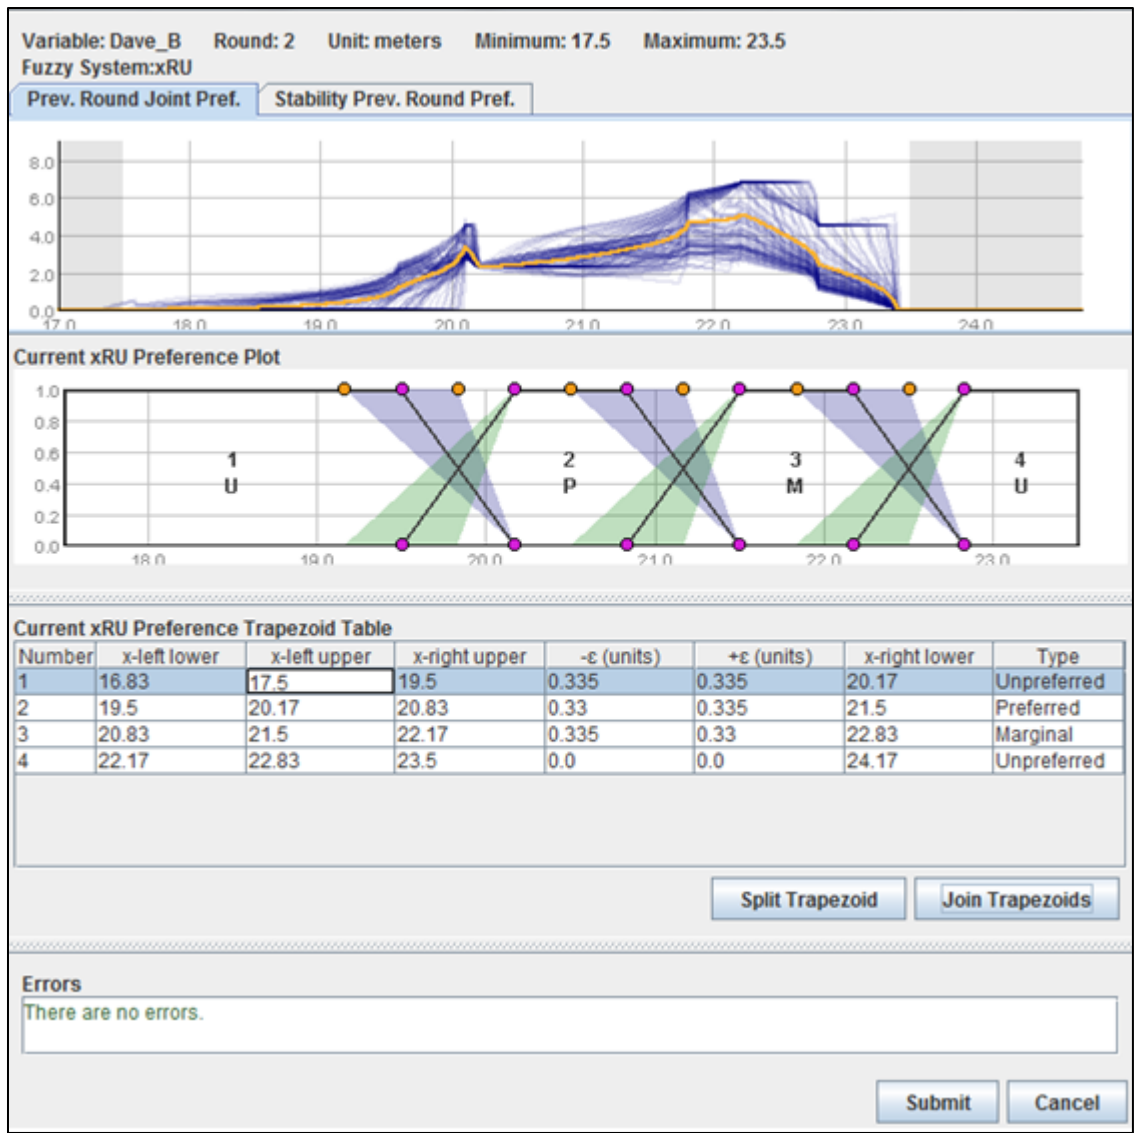 Variable: Dave_B Round: 2 Unit: meters Minimum: 17.5 Maximum: 23.5
Fuzzy System:xRU
Prev. Round Joint Pref. Stability Prev. Round Pref.
8.0
6.0
4.0
2.0
0.0
17.0 18.0 19.0 20.0 21.0 22.0 23.0 24.0
Current xRU Preference Plot
1.0
0.8
0.6
0.4
0.2
0.0
1 2 3 4
U P M U
18.0 19.0 20.0 21.0 22.0 23.0
Current xRU Preference Trapezoid Table
Number x-left lower x-left upper x-right upper -ε (units) +ε (units) x-right lower Type
1 16.83 17.5 19.5 0.335 0.335 20.17 Unpreferred
2 19.5 20.17 20.83 0.33 0.335 21.5 Preferred
3 20.83 21.5 22.17 0.335 0.33 22.83 Marginal
4 22.17 22.83 23.5 0.0 0.0 24.17 Unpreferred
Split Trapezoid Join Trapezoids
Errors
There are no errors.
Submit Cancel